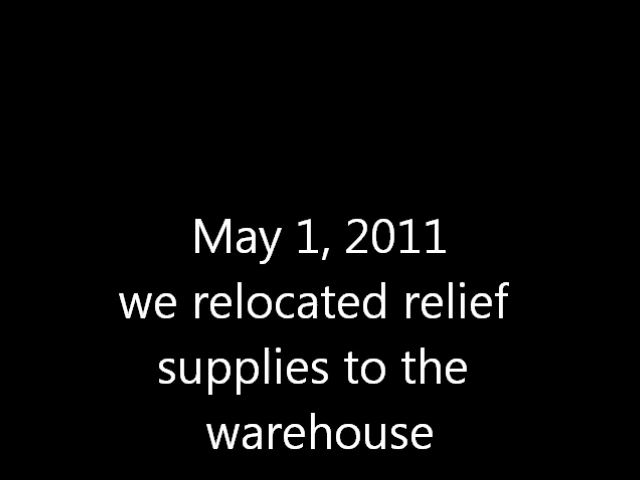 May 1, 2011
we relocated relief
supplies to the
warehouse